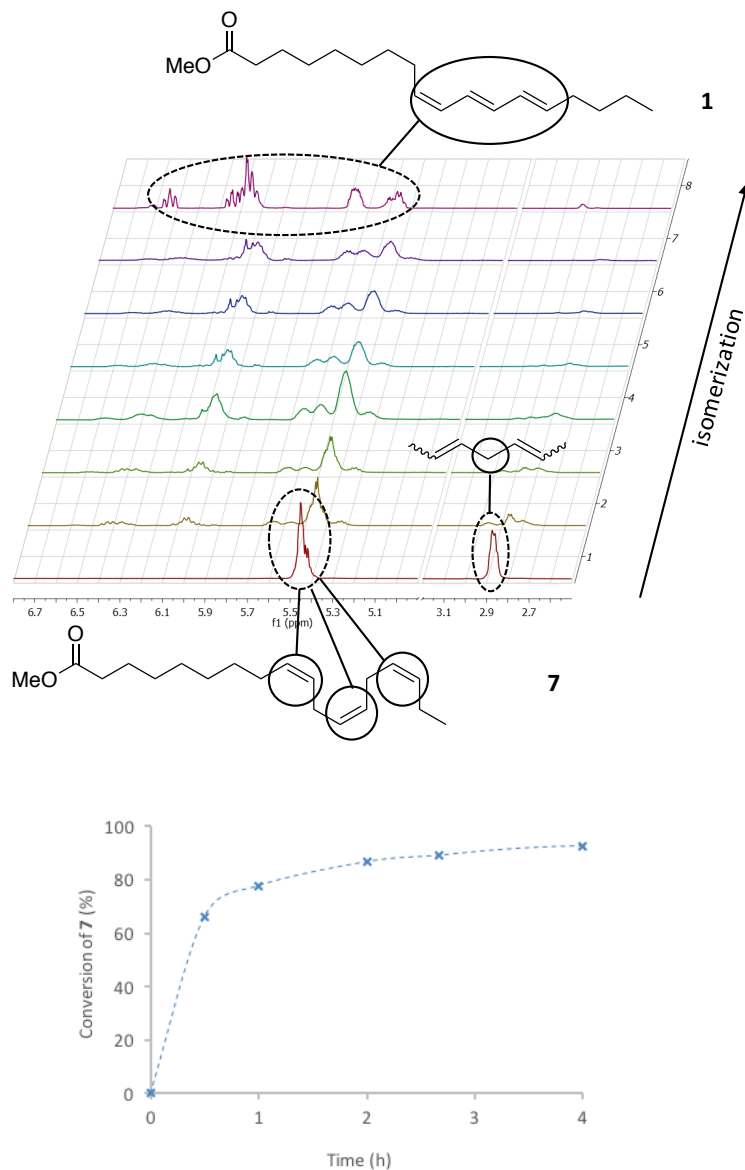 O
MeO
1
8
7
6
5
4
3
2
1
isomerization
6.7 6.5 6.3 6.1 5.9 5.7 5.5 5.3 5.1 3.1 2.9 2.7
f1 (ppm)
O
MeO
7
100
80
60
40
20
0
Conversion of 7 (%)
0 1 2 3 4
Time (h)